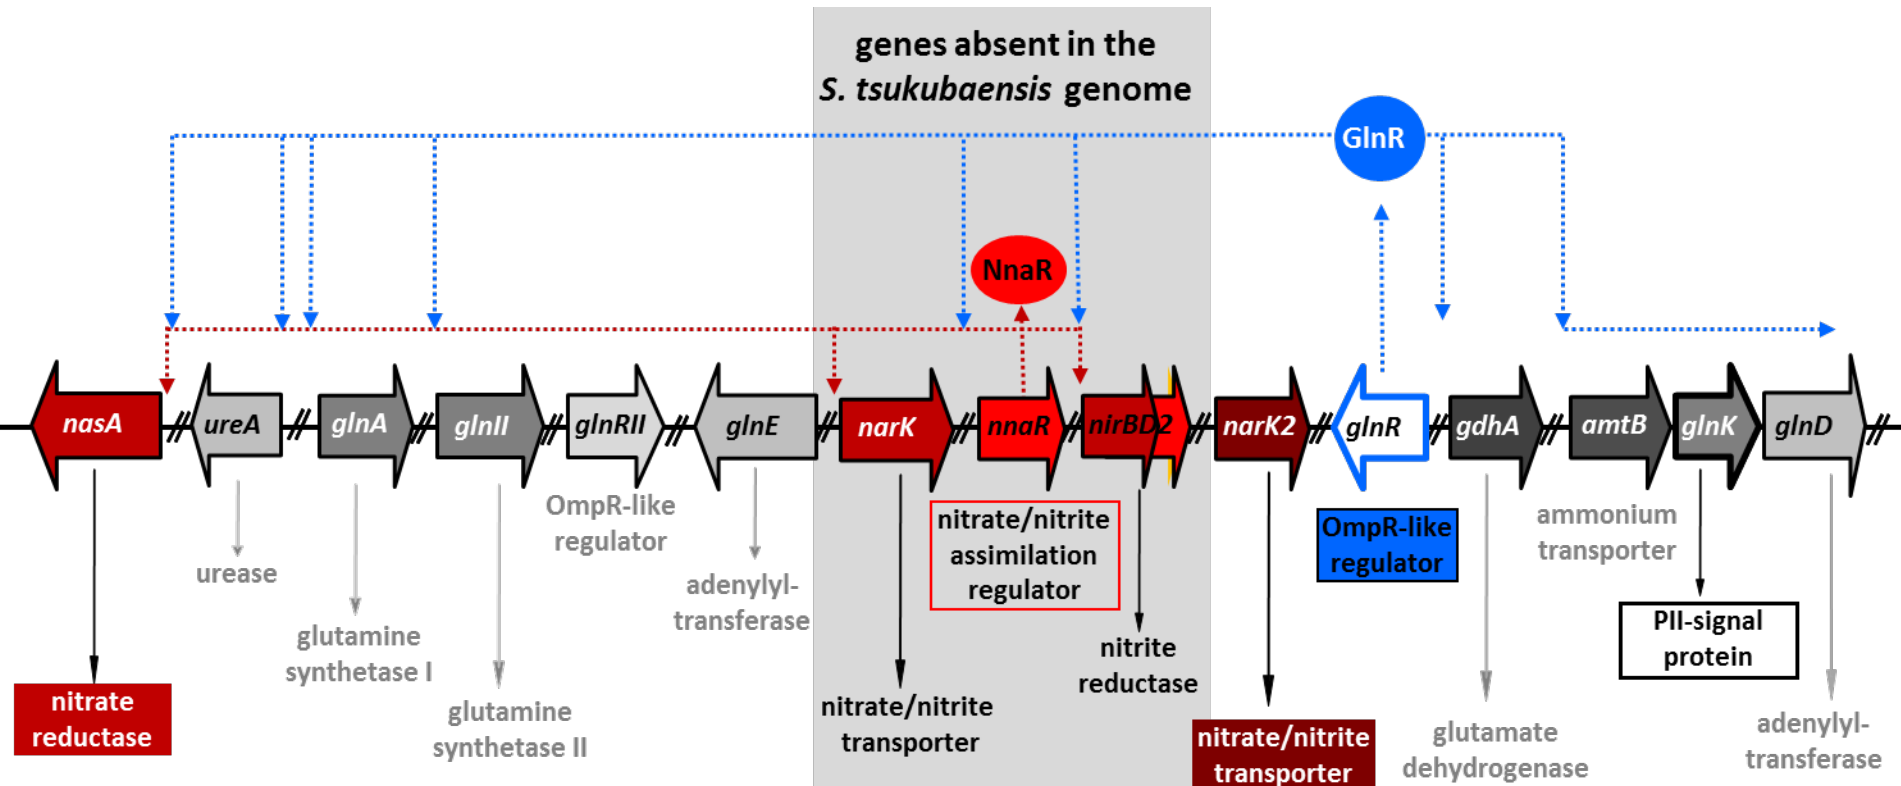 genes absent in the
S. tsukubaensis genome
GlnR
NnaR
nasA
ureA
glnA
glnII
glnRII
glnE
narK
nnaR
nirBD2
narK2
glnR
gdhA
amtB
glnK
glnD
nitrate
reductase
urease
glutamine
synthetase I
glutamine
synthetase II
OmpR-like
regulator
adenylyl-
transferase
nitrate/nitrite
transporter
nitrate/nitrite
assimilation
regulator
nitrite
reductase
nitrate/nitrite
transporter
OmpR-like
regulator
glutamate
dehydrogenase
ammonium
transporter
PII-signal
protein
adenylyl-
transferase